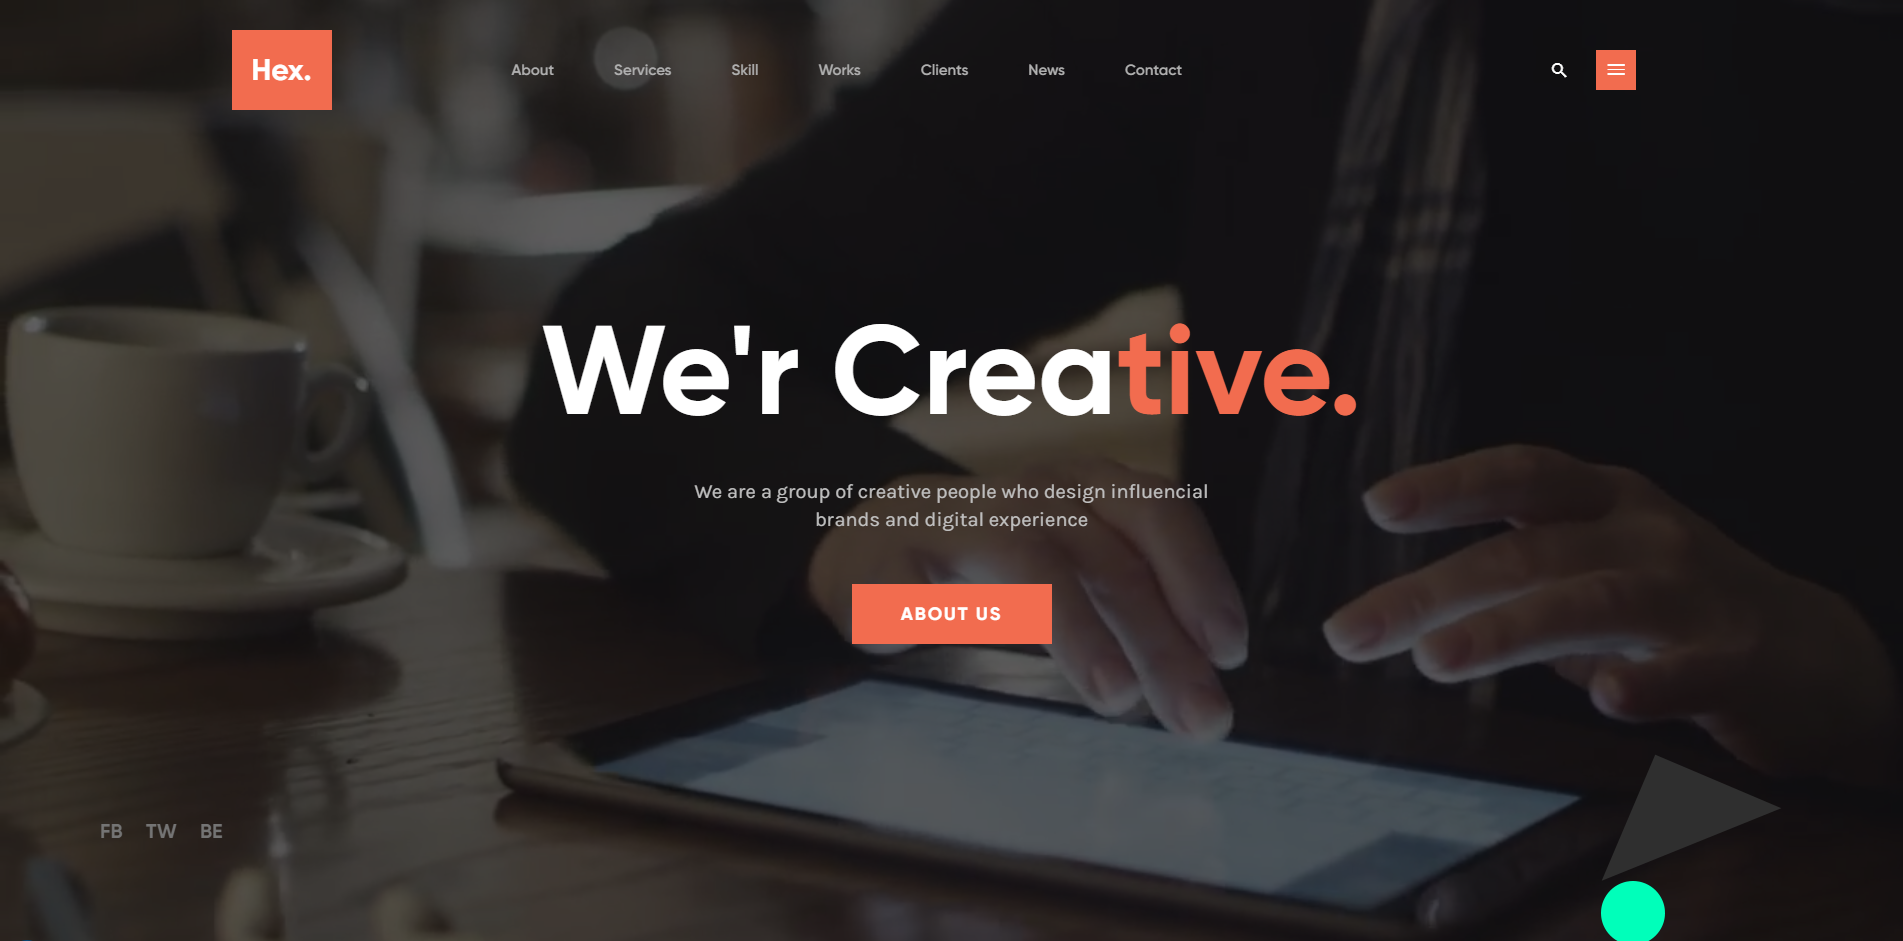 Hex.
About Services Skill Works Clients News Contact
We'r Creative.
We are a group of creative people who design influencial
brands and digital experience
ABOUT US
FB TW BE